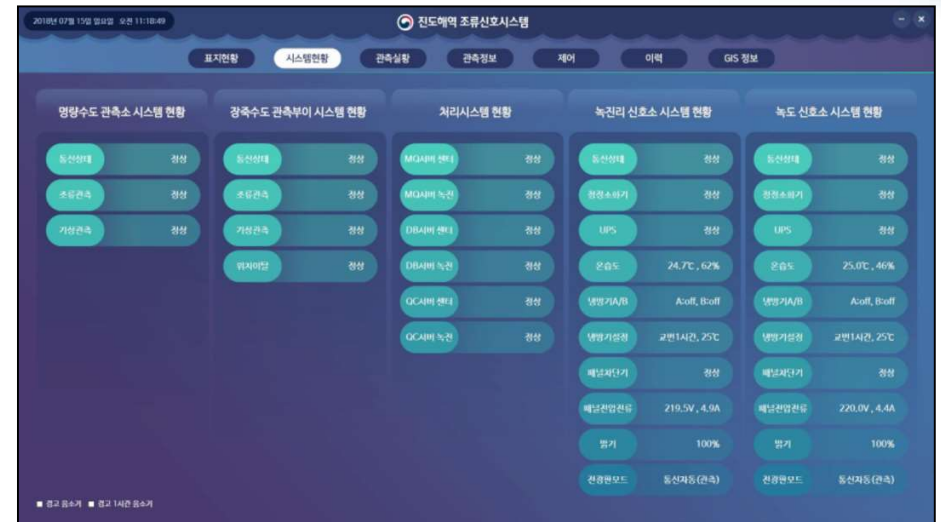 2018년 07월 15일 일요일 오전 11:18:49
진도해역 조류신호시스템
표지현황 시스템현황 관측실황 관측정보 제어 이력 GIS 정보
명량수도 관측소 시스템 현황
통신상태 정상
조류관측 정상
기상관측 정상
장죽수도 관측부이 시스템 현황
통신상태 정상
조류관측 정상
기상관측 정상
위치이탈 정상
처리시스템 현황
MQ서버 센터 정상
MQ서버 녹진 정상
DB서버 센터 정상
DB서버 녹진 정상
QC서버 센터 정상
QC서버 녹진 정상
녹진리 신호소 시스템 현황
통신상태 정상
청정소화기 정상
UPS 정상
온습도 24.7℃ , 62%
냉방기A/B A:off, B:off
냉방기설정 교번1시간, 25℃
패널차단기 정상
패널전압전류 219.5V , 4.9A
밝기 100%
전광판모드 통신자동(관측)
녹도 신호소 시스템 현황
통신상태 정상
청정소화기 정상
UPS 정상
온습도 25.0℃ , 46%
냉방기A/B A:off, B:off
냉방기설정 교번1시간, 25℃
패널차단기 정상
패널전압전류 220.0V , 4.4A
밝기 100%
전광판모드 통신자동(관측)
경고 음소거 경고 1시간 음소거